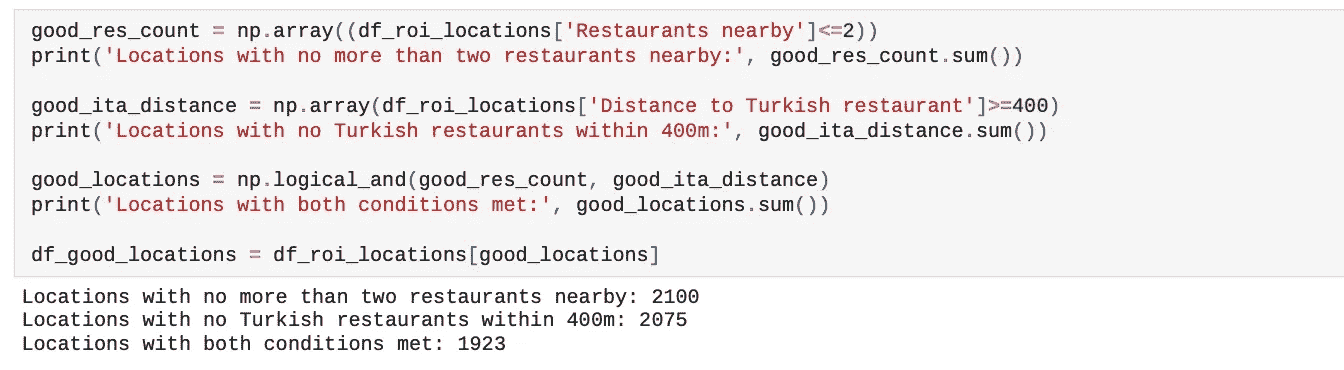 good_res_count = np.array((df_roi_locations['Restaurants nearby']<=2))
print('Locations with no more than two restaurants nearby:', good_res_count.sum())
good_ita_distance = np.array(df_roi_locations['Distance to Turkish restaurant']>=400)
print('Locations with no Turkish restaurants within 400m:', good_ita_distance.sum())
good_locations = np.logical_and(good_res_count, good_ita_distance)
print('Locations with both conditions met:', good_locations.sum())
df_good_locations = df_roi_locations[good_locations]
Locations with no more than two restaurants nearby: 2100
Locations with no Turkish restaurants within 400m: 2075
Locations with both conditions met: 1923